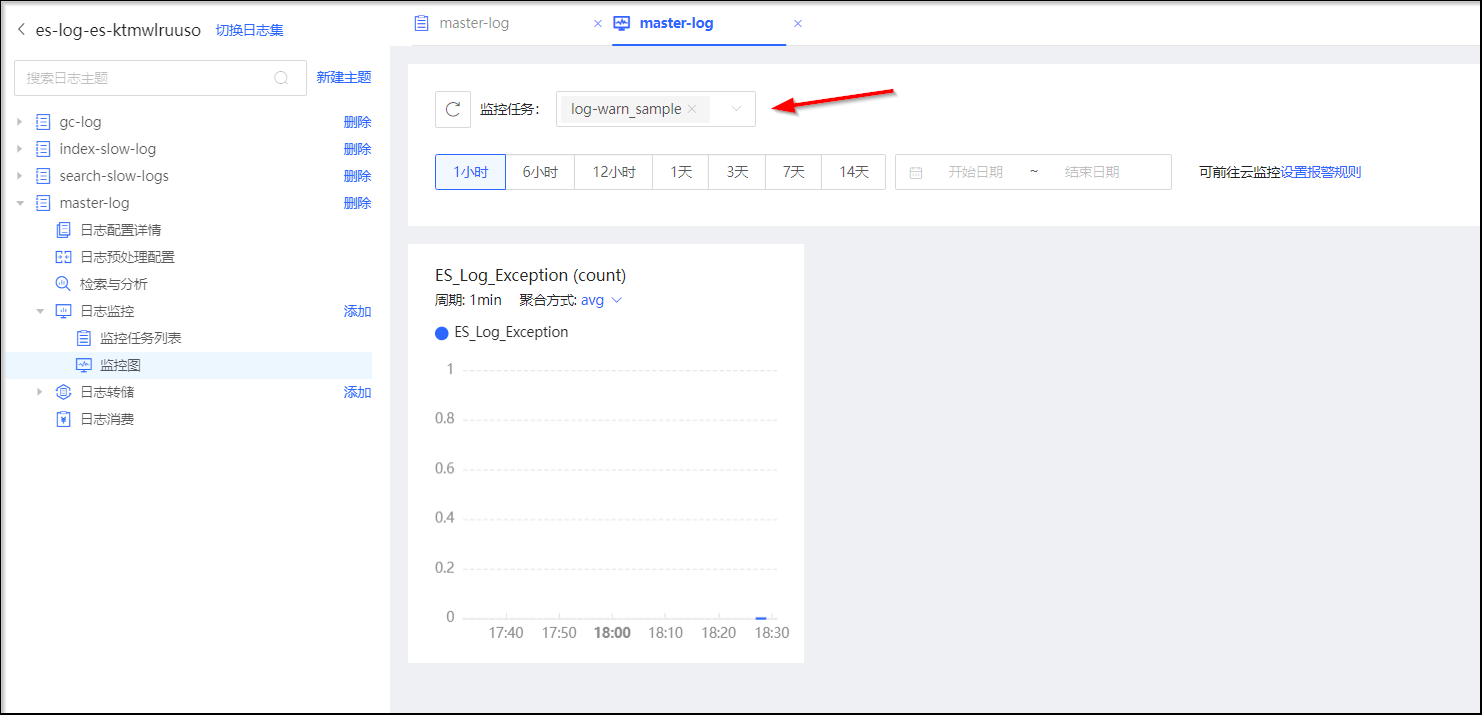 es-log-es-ktmwlruuso 切换日志集
搜索日志主题 新建主题
gc-log 删除
index-slow-log 删除
search-slow-logs 删除
master-log 删除
日志配置详情
日志预处理配置
检索与分析
日志监控 添加
监控任务列表
监控图
日志转储 添加
日志消费
master-log × master-log ×
监控任务: log-warn_sample ×
1小时 6小时 12小时 1天 3天 7天 14天 开始日期 ~ 结束日期 可前往云监控设置报警规则
ES_Log_Exception (count)
周期: 1min 聚合方式: avg
ES_Log_Exception
1
0.8
0.6
0.4
0.2
0
17:40 17:50 18:00 18:10 18:20 18:30